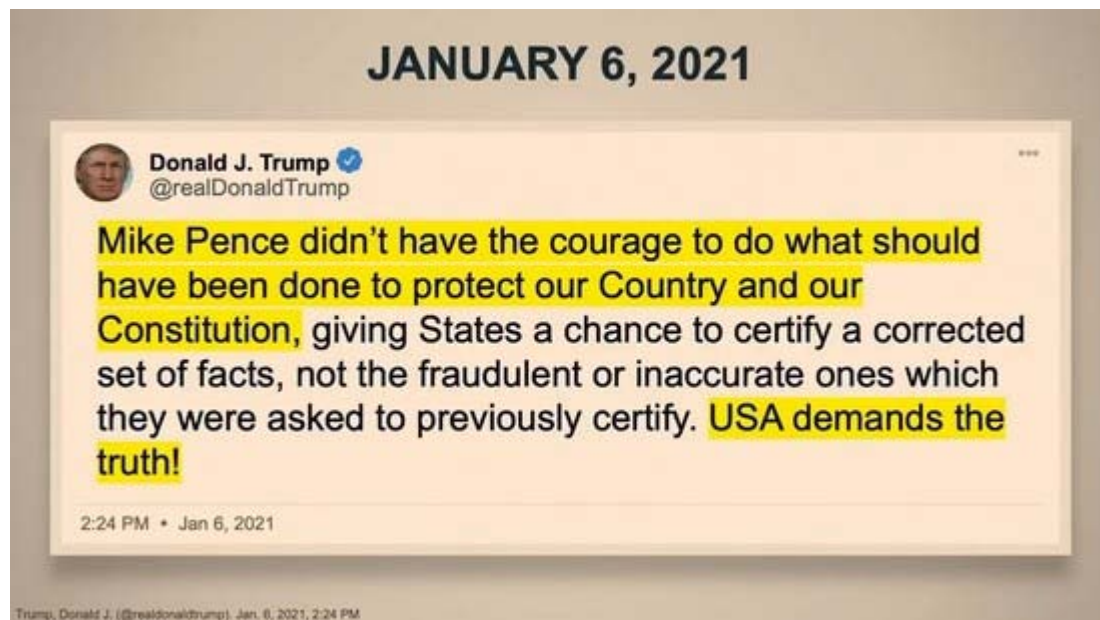 JANUARY 6, 2021
Donald J. Trump
@realDonaldTrump
Mike Pence didn’t have the courage to do what should
have been done to protect our Country and our
Constitution, giving States a chance to certify a corrected
set of facts, not the fraudulent or inaccurate ones which
they were asked to previously certify. USA demands the
truth!
2:24 PM • Jan 6, 2021
Trump, Donald J. (@realdonaldtrump). Jan. 6, 2021, 2:24 PM